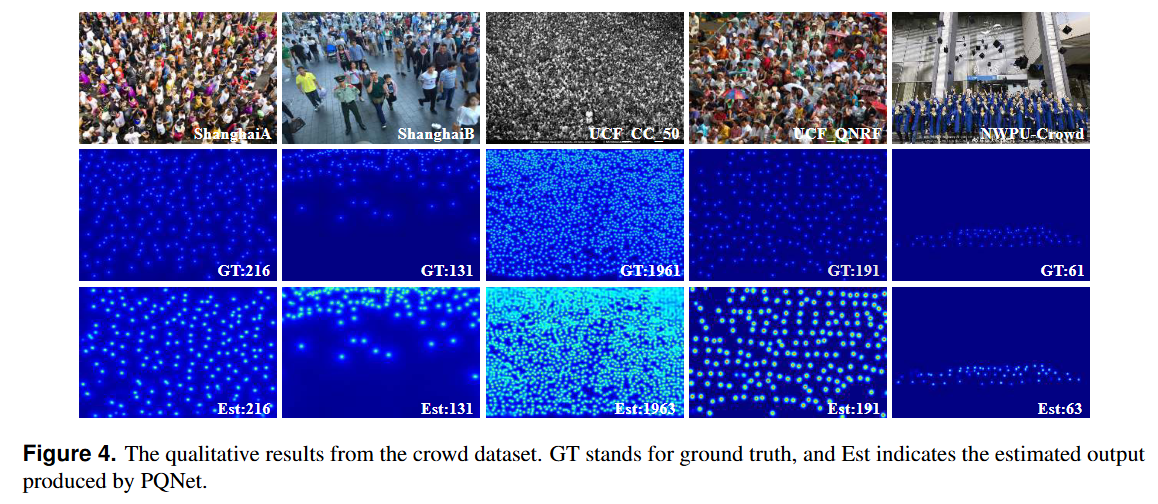 ShanghaiA ShanghaiB UCF_CC_50 UCF_QNRF NWPU-Crowd
GT:216 GT:131 GT:1961 GT:191 GT:61
Est:216 Est:131 Est:1963 Est:191 Est:63
Figure 4. The qualitative results from the crowd dataset. GT stands for ground truth, and Est indicates the estimated output
produced by PQNet.